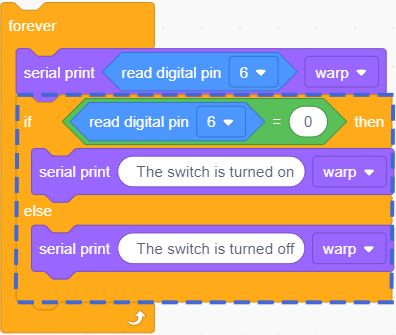 forever
serial print read digital pin 6 warp
if read digital pin 6 = 0 then
serial print The switch is turned on warp
else
serial print The switch is turned off warp